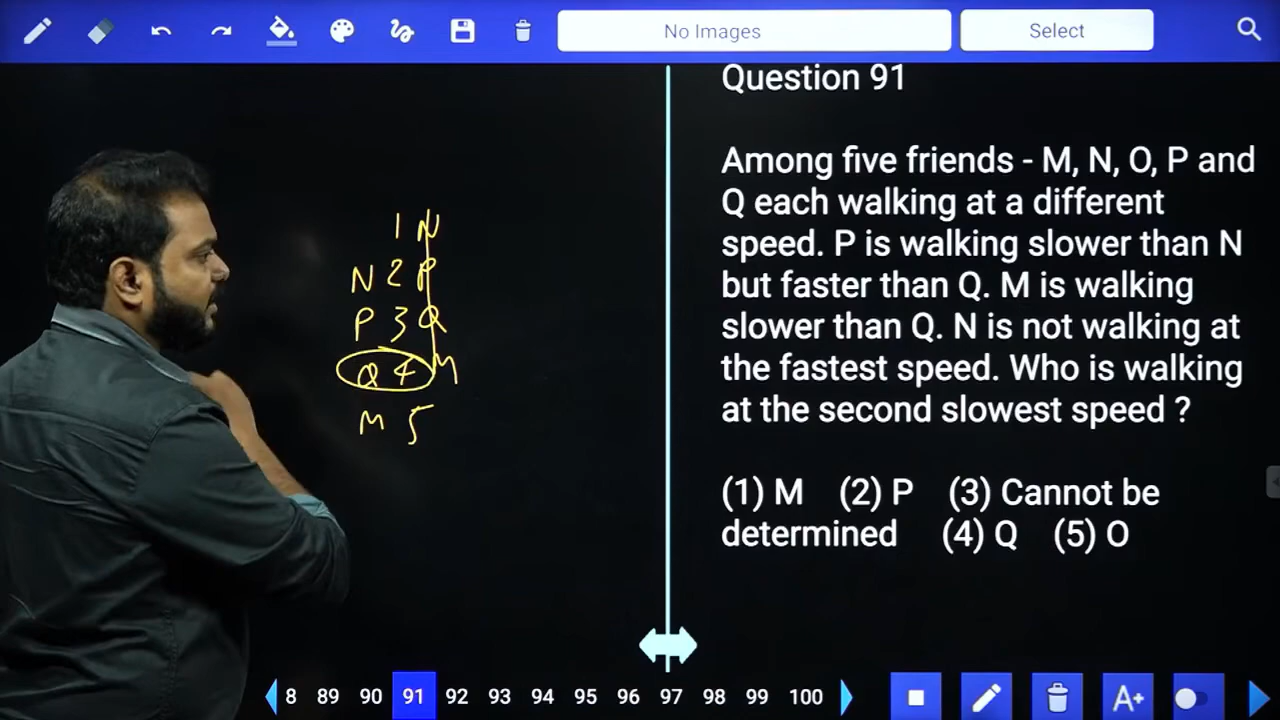 No Images
Select
Question 91
Among five friends - M, N, O, P and
Q each walking at a different
speed. P is walking slower than N
but faster than Q. M is walking
slower than Q. N is not walking at
the fastest speed. Who is walking
at the second slowest speed ?
(1) M (2) P (3) Cannot be
determined (4) Q (5) O
1 N
N 2 P
P 3 Q
Q 4 M
M 5
8 89 90 91 92 93 94 95 96 97 98 99 100
A+